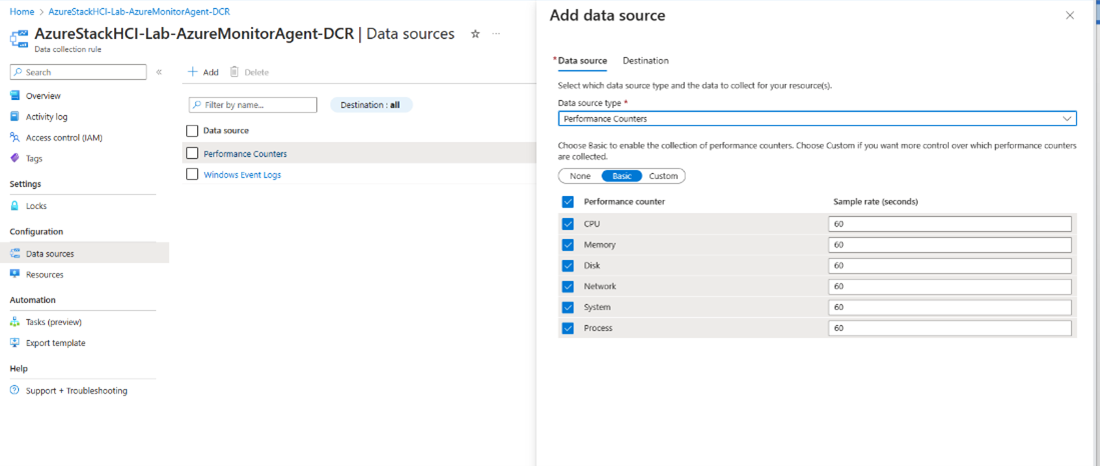 Home > AzureStackHCI-Lab-AzureMonitorAgent-DCR
AzureStackHCI-Lab-AzureMonitorAgent-DCR | Data sources
Data collection rule
Search
Overview
Activity log
Access control (IAM)
Tags
Settings
Locks
Configuration
Data sources
Resources
Automation
Tasks (preview)
Export template
Help
Support + Troubleshooting
+ Add
Delete
Filter by name...
Destination : all
Data source
Performance Counters
Windows Event Logs
Add data source
*Data source Destination
Select which data source type and the data to collect for your resource(s).
Data source type *
Performance Counters
Choose Basic to enable the collection of performance counters. Choose Custom if you want more control over which performance counters
are collected.
None Basic Custom
Performance counter Sample rate (seconds)
CPU 60
Memory 60
Disk 60
Network 60
System 60
Process 60